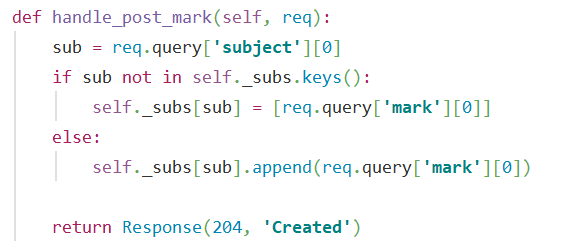 def handle_post_mark(self, req):
    sub = req.query['subject'][0]
    if sub not in self._subs.keys():
        self._subs[sub] = [req.query['mark'][0]]
    else:
        self._subs[sub].append(req.query['mark'][0])

    return Response(204, 'Created')